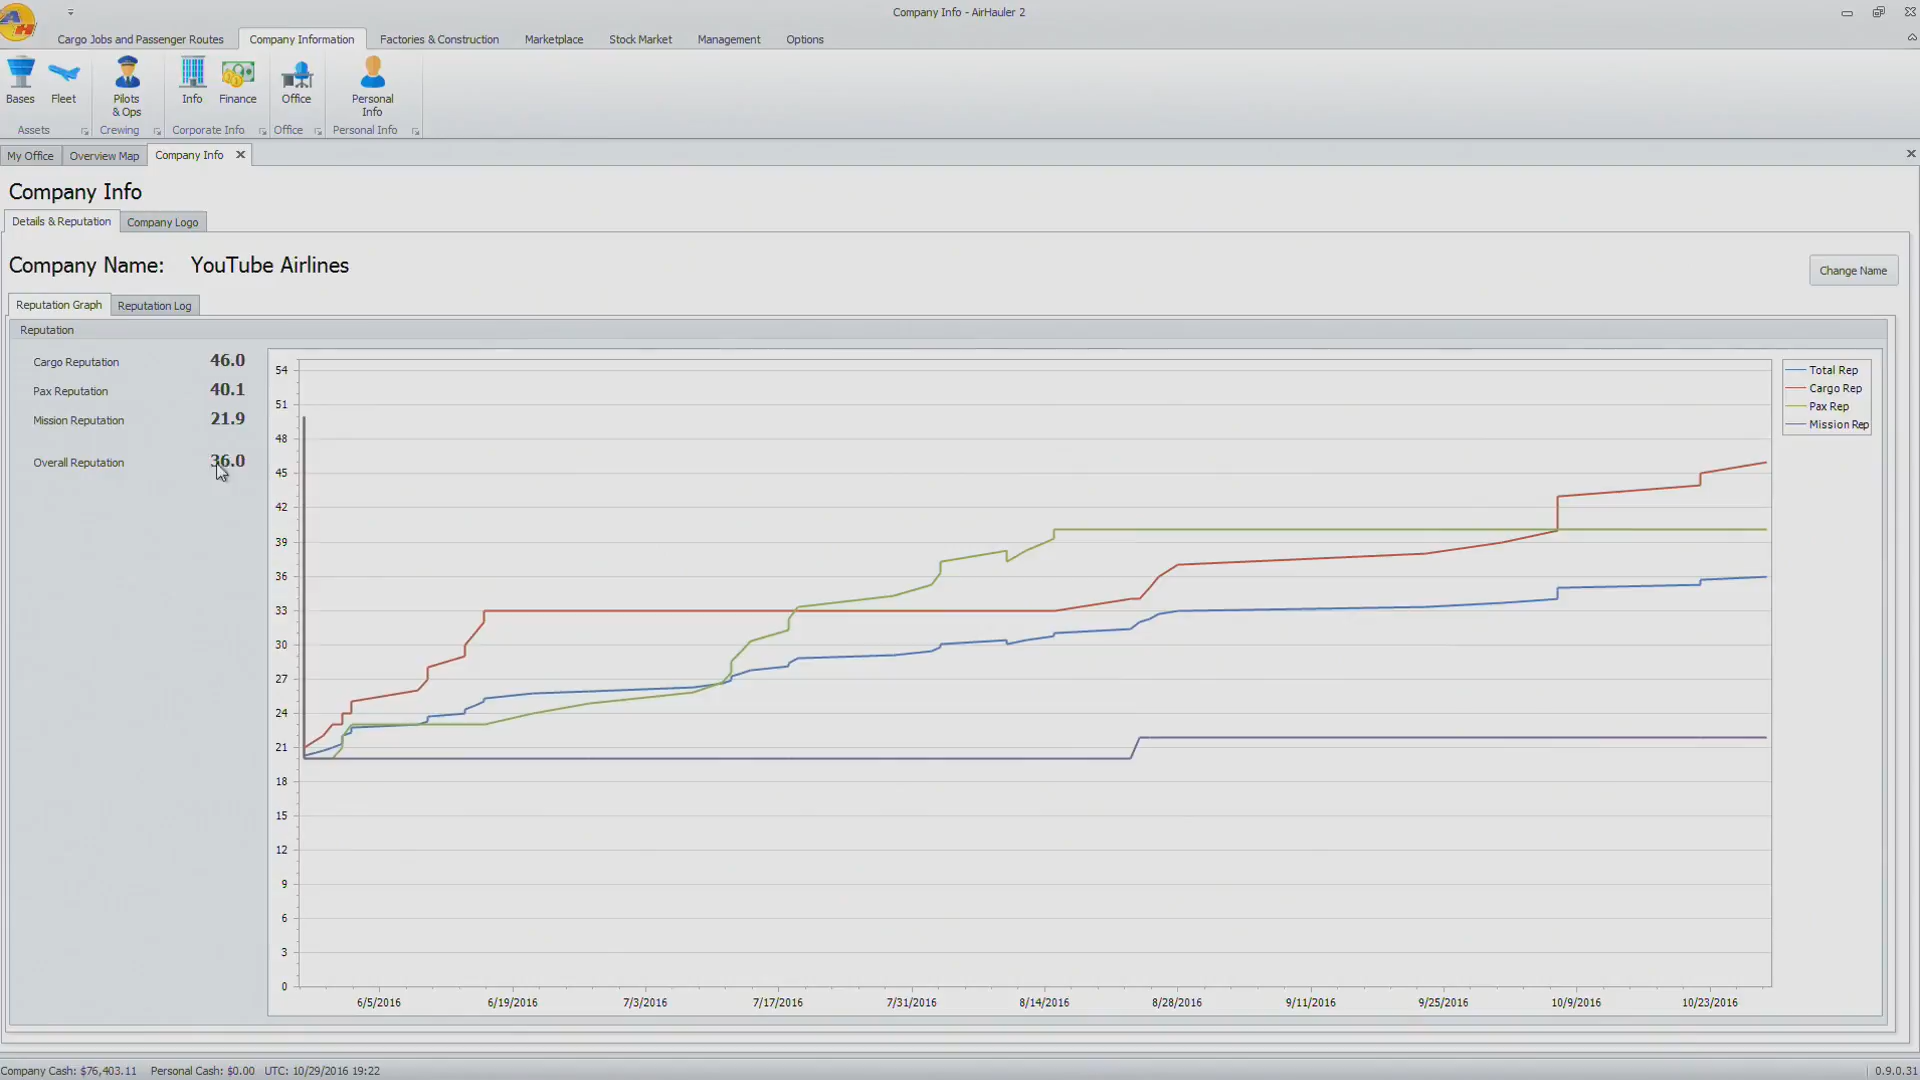 Company Info - AirHauler 2
Cargo Jobs and Passenger Routes Company Information Factories & Construction Marketplace Stock Market Management Options
Bases Fleet Pilots & Ops Info Finance Office Personal Info
Assets Crewing Corporate Info Office Personal Info
My Office Overview Map Company Info
Company Info
Details & Reputation Company Logo
Company Name: YouTube Airlines
Change Name
Reputation Graph Reputation Log
Reputation
Cargo Reputation 46.0
Pax Reputation 40.1
Mission Reputation 21.9
Overall Reputation 36.0
54
51
48
45
42
39
36
33
30
27
24
21
18
15
12
9
6
3
0
6/5/2016 6/19/2016 7/3/2016 7/17/2016 7/31/2016 8/14/2016 8/28/2016 9/11/2016 9/25/2016 10/9/2016 10/23/2016
Total Rep
Cargo Rep
Pax Rep
Mission Rep
Company Cash: $76,403.11 Personal Cash: $0.00 UTC: 10/29/2016 19:22
0.9.0.31